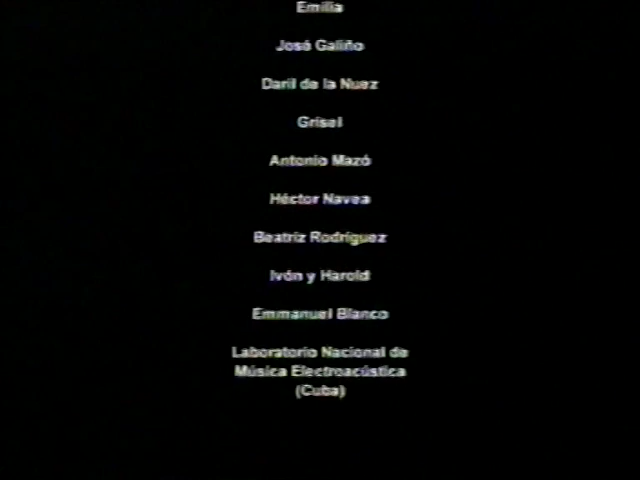 Emilia
José Galiño
Daril de la Nuez
Grisel
Antonio Mazó
Héctor Navea
Beatriz Rodríguez
Ivón y Harold
Emmanuel Blanco
Laboratorio Nacional de
Música Electroacústica
(Cuba)